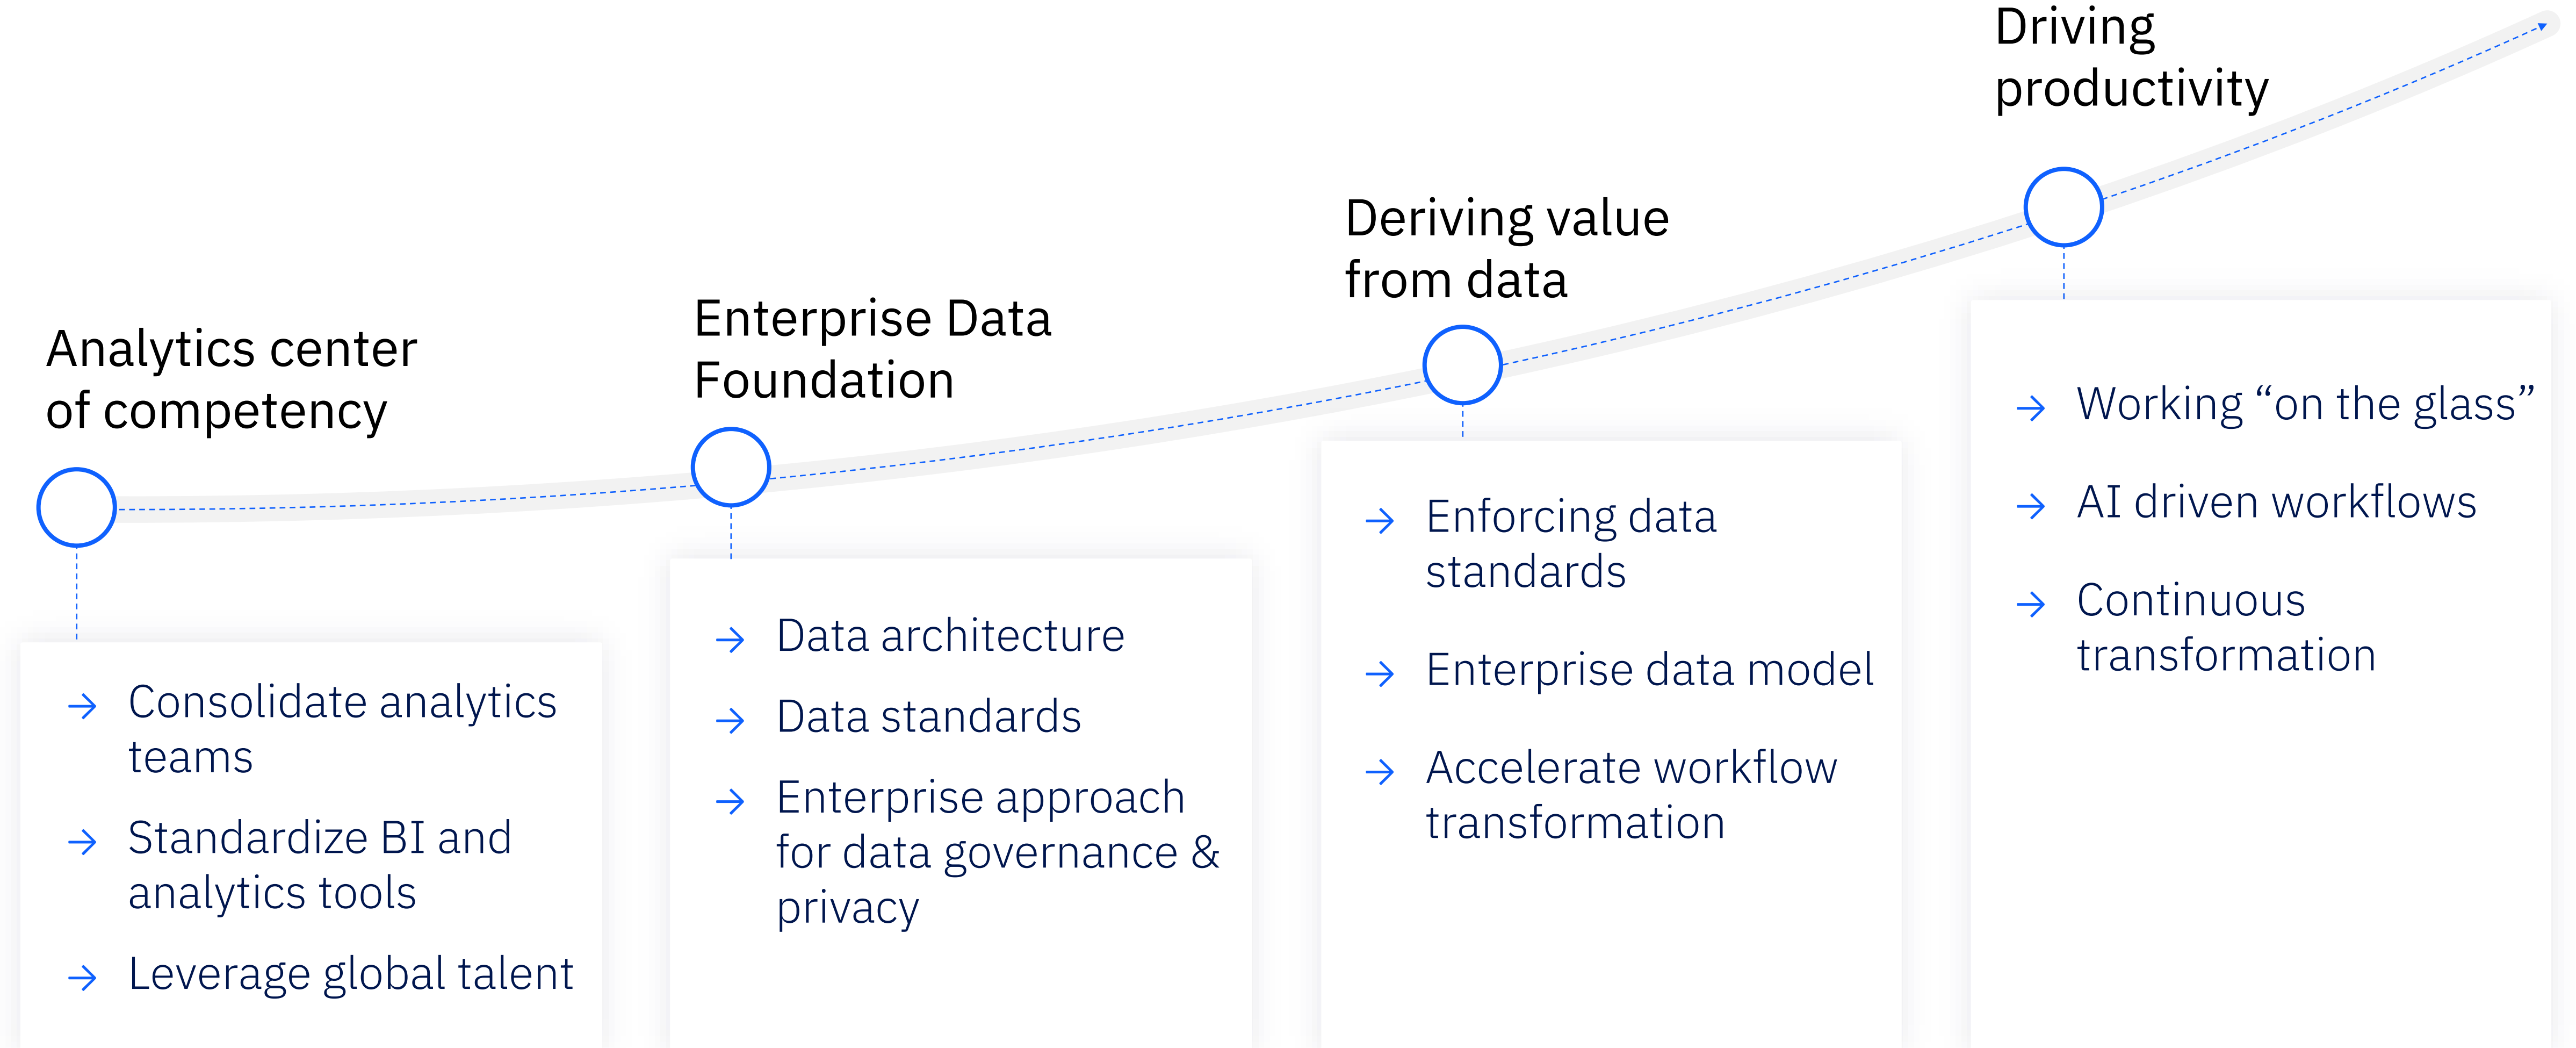 Analytics center
of competency
Consolidate analytics
teams
Standardize BI and
analytics tools
Leverage global talent
Enterprise Data
Foundation
Data architecture
Data standards
Enterprise approach
for data governance &
privacy
Deriving value
from data
Enforcing data
standards
Enterprise data model
Accelerate workflow
transformation
Driving
productivity
Working “on the glass”
AI driven workflows
Continuous
transformation